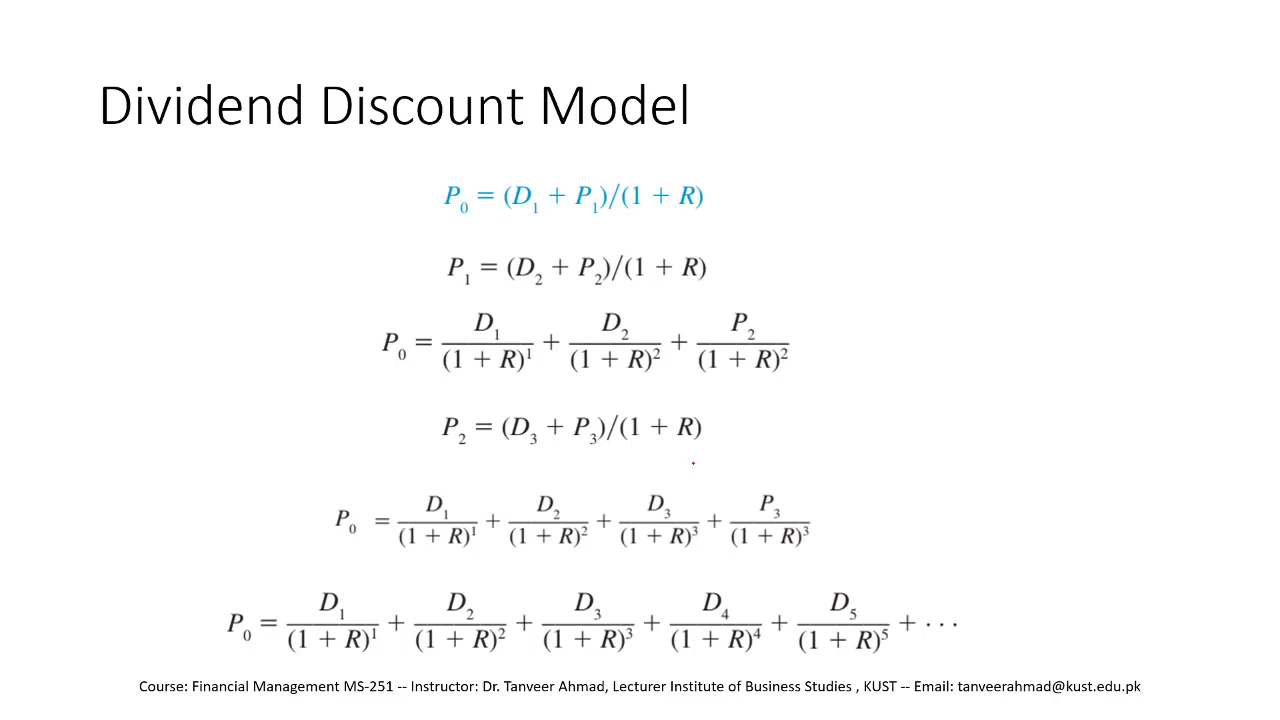 Dividend Discount Model
P₀ = (D₁ + P₁)/(1 + R)
P₁ = (D₂ + P₂)/(1 + R)
P₀ = D₁/(1 + R)¹ + D₂/(1 + R)² + P₂/(1 + R)²
P₂ = (D₃ + P₃)/(1 + R)
P₀ = D₁/(1 + R)¹ + D₂/(1 + R)² + D₃/(1 + R)³ + P₃/(1 + R)³
P₀ = D₁/(1 + R)¹ + D₂/(1 + R)² + D₃/(1 + R)³ + D₄/(1 + R)⁴ + D₅/(1 + R)⁵ + · · ·
Course: Financial Management MS-251 -- Instructor: Dr. Tanveer Ahmad, Lecturer Institute of Business Studies , KUST -- Email: tanveerahmad@kust.edu.pk